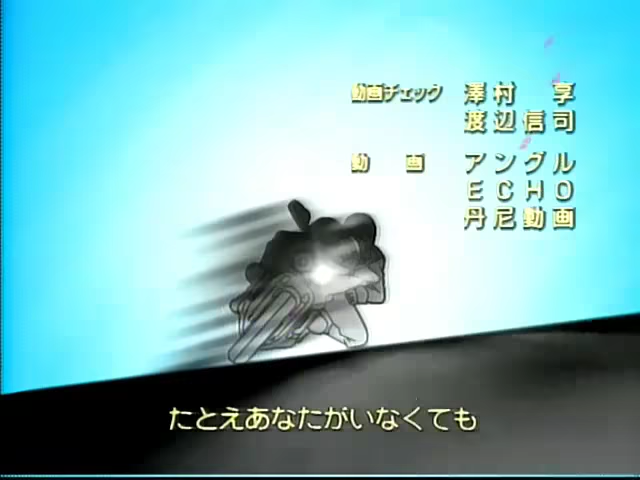 動画チェック 澤村 享
渡辺信司
動 画 アングル
ECHO
丹尼動画
たとえあなたがいなくても